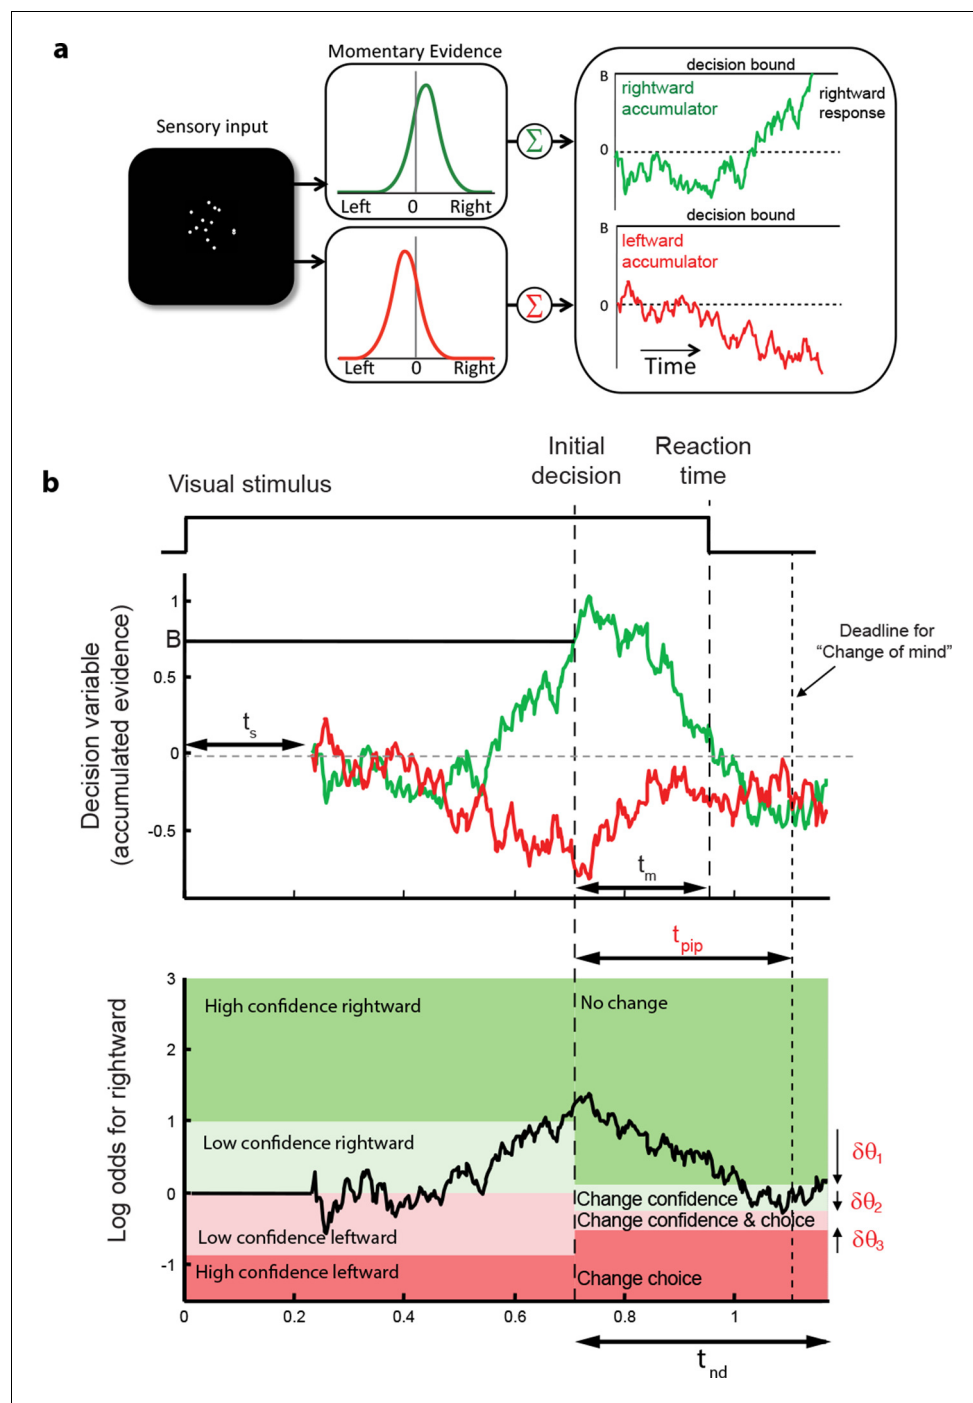 a
Momentary Evidence
Sensory input
Left 0 Right
Left 0 Right
Σ
Σ
decision bound
B
rightward
accumulator
rightward
response
0
decision bound
B
leftward
accumulator
0
Time
b
Visual stimulus
Initial
decision
Reaction
time
Decision variable
(accumulated evidence)
1
B
0.5
0
-0.5
ts
tm
Deadline for
“Change of mind”
tpip
Log odds for rightward
3
2
1
0
-1
High confidence rightward
No change
Low confidence rightward
Change confidence
Change confidence & choice
Low confidence leftward
High confidence leftward
Change choice
δθ1
δθ2
δθ3
0 0.2 0.4 0.6 0.8 1
tnd